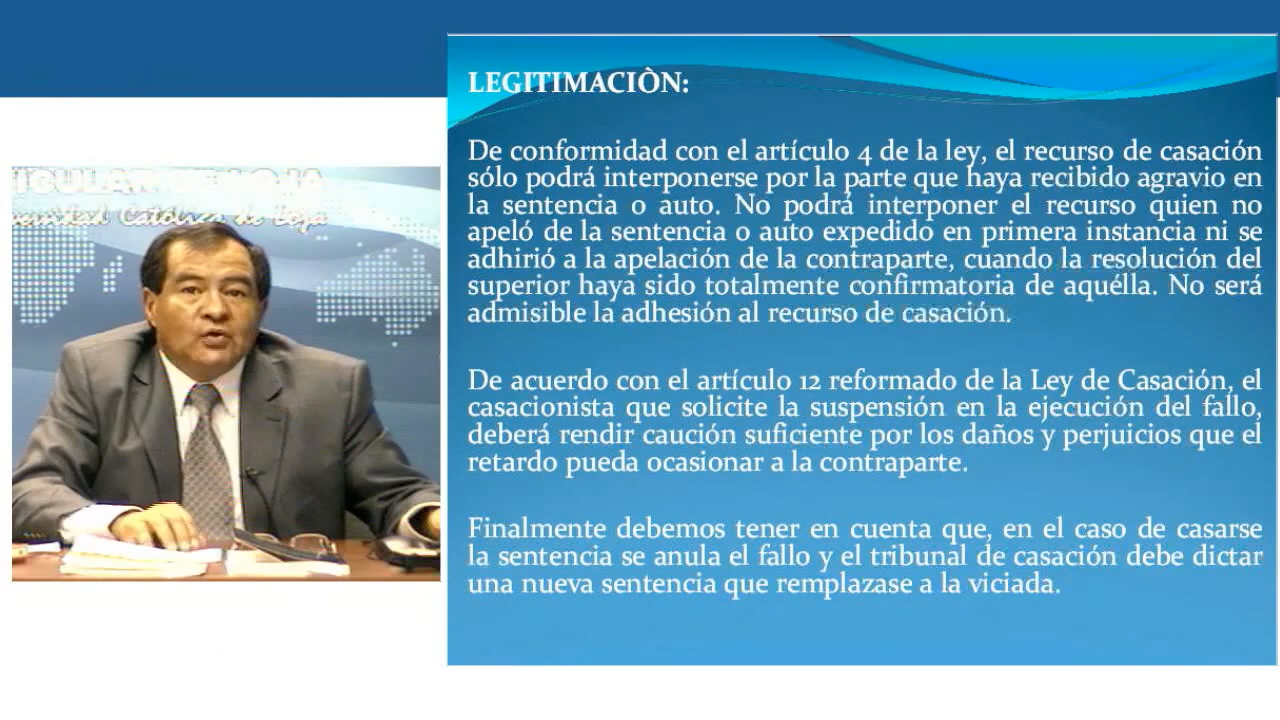 ICULAR DE LOJA
Católica de Loja
LEGITIMACIÒN:
De conformidad con el artículo 4 de la ley, el recurso de casación
sólo podrá interponerse por la parte que haya recibido agravio en
la sentencia o auto. No podrá interponer el recurso quien no
apeló de la sentencia o auto expedido en primera instancia ni se
adhirió a la apelación de la contraparte, cuando la resolución del
superior haya sido totalmente confirmatoria de aquélla. No será
admisible la adhesión al recurso de casación.
De acuerdo con el artículo 12 reformado de la Ley de Casación, el
casacionista que solicite la suspensión en la ejecución del fallo,
deberá rendir caución suficiente por los daños y perjuicios que el
retardo pueda ocasionar a la contraparte.
Finalmente debemos tener en cuenta que, en el caso de casarse
la sentencia se anula el fallo y el tribunal de casación debe dictar
una nueva sentencia que remplazase a la viciada.